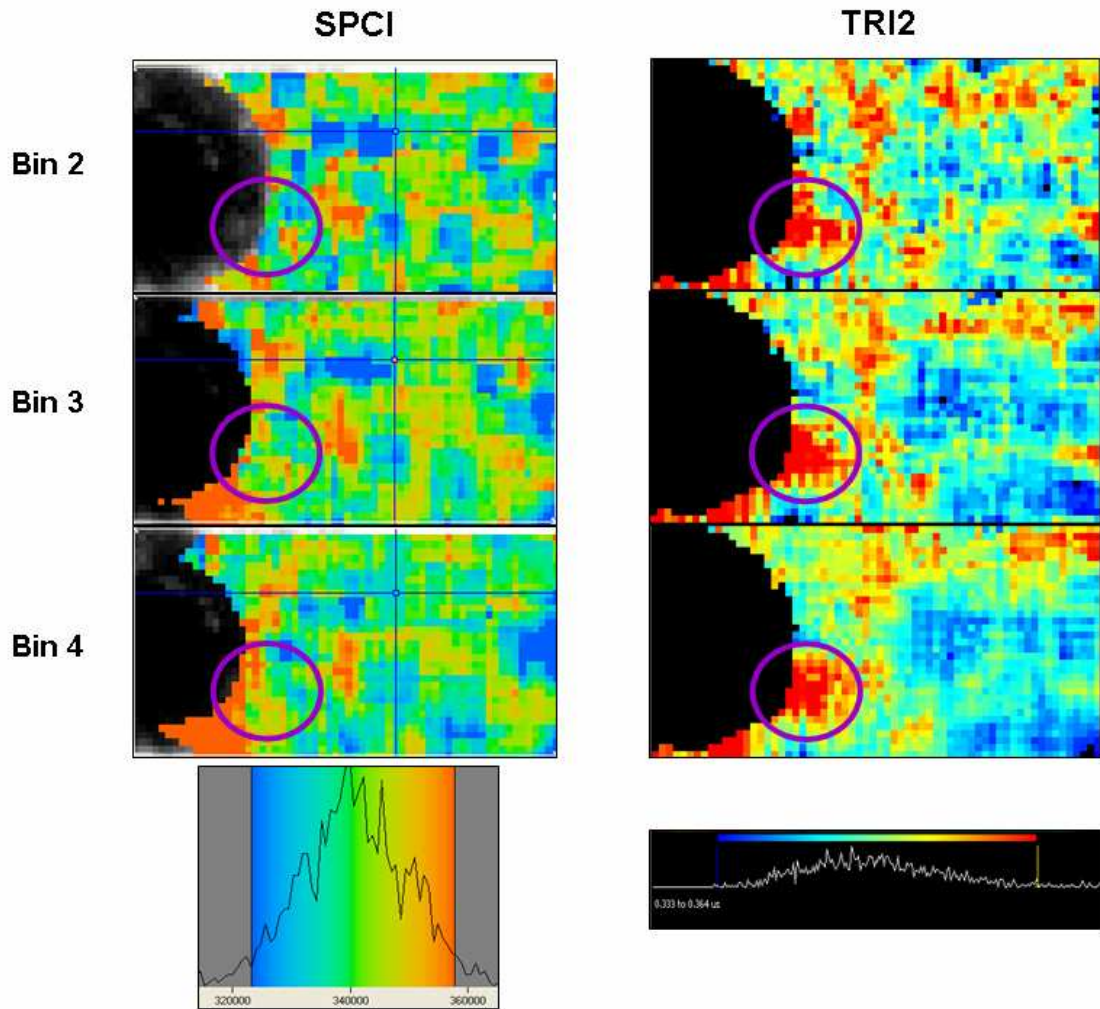 SPCI
TRI2
Bin 2
Bin 3
Bin 4
0.333 to 0.364 us
320000
340000
360000